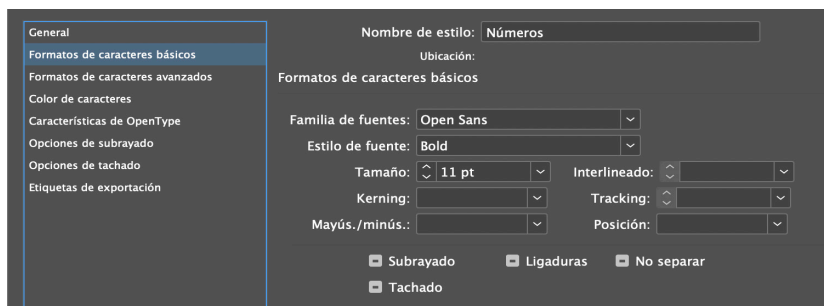 General
Formatos de caracteres básicos
Formatos de caracteres avanzados
Color de caracteres
Características de OpenType
Opciones de subrayado
Opciones de tachado
Etiquetas de exportación
Nombre de estilo: Números
Ubicación:
Formatos de caracteres básicos
Familia de fuentes: Open Sans
Estilo de fuente: Bold
Tamaño: 11 pt Interlineado:
Kerning: Tracking:
Mayús./minús.: Posición:
Subrayado Ligaduras No separar
Tachado